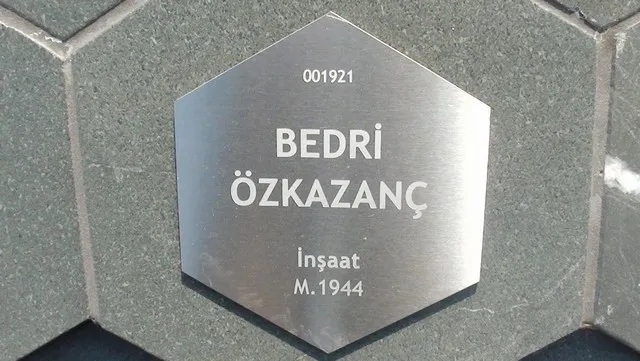 001921
BEDRİ
ÖZKAZANÇ
İnşaat
M.1944